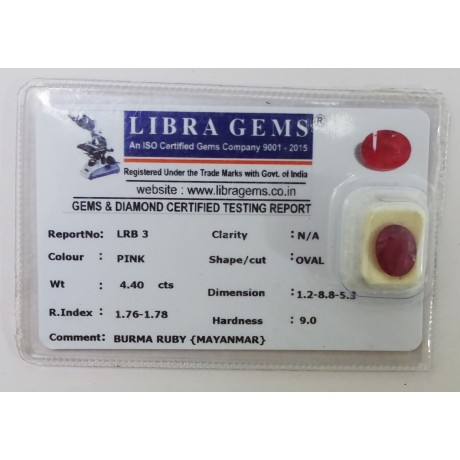 LIBRA GEMS ®
An ISO Certified Gems Company 9001 - 2015
Registered Under the Trade Marks with Govt. of India
website : www.libragems.co.in
GEMS & DIAMOND CERTIFIED TESTING REPORT
ReportNo: LRB 3 Clarity : N/A
Colour : PINK Shape/cut : OVAL
Wt : 4.40 cts Dimension : 1.2-8.8-5.3
R.Index : 1.76-1.78 Hardness : 9.0
Comment: BURMA RUBY {MAYANMAR}